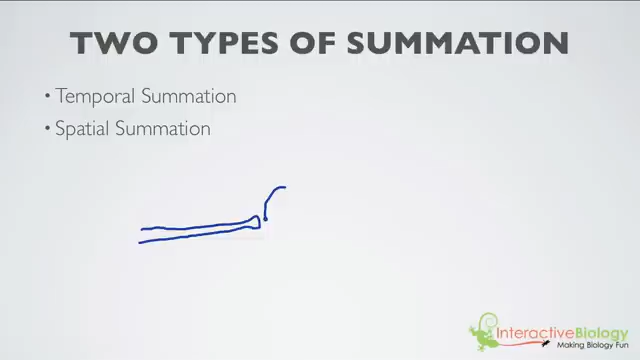 TWO TYPES OF SUMMATION
• Temporal Summation
• Spatial Summation
InteractiveBiology
Making Biology Fun